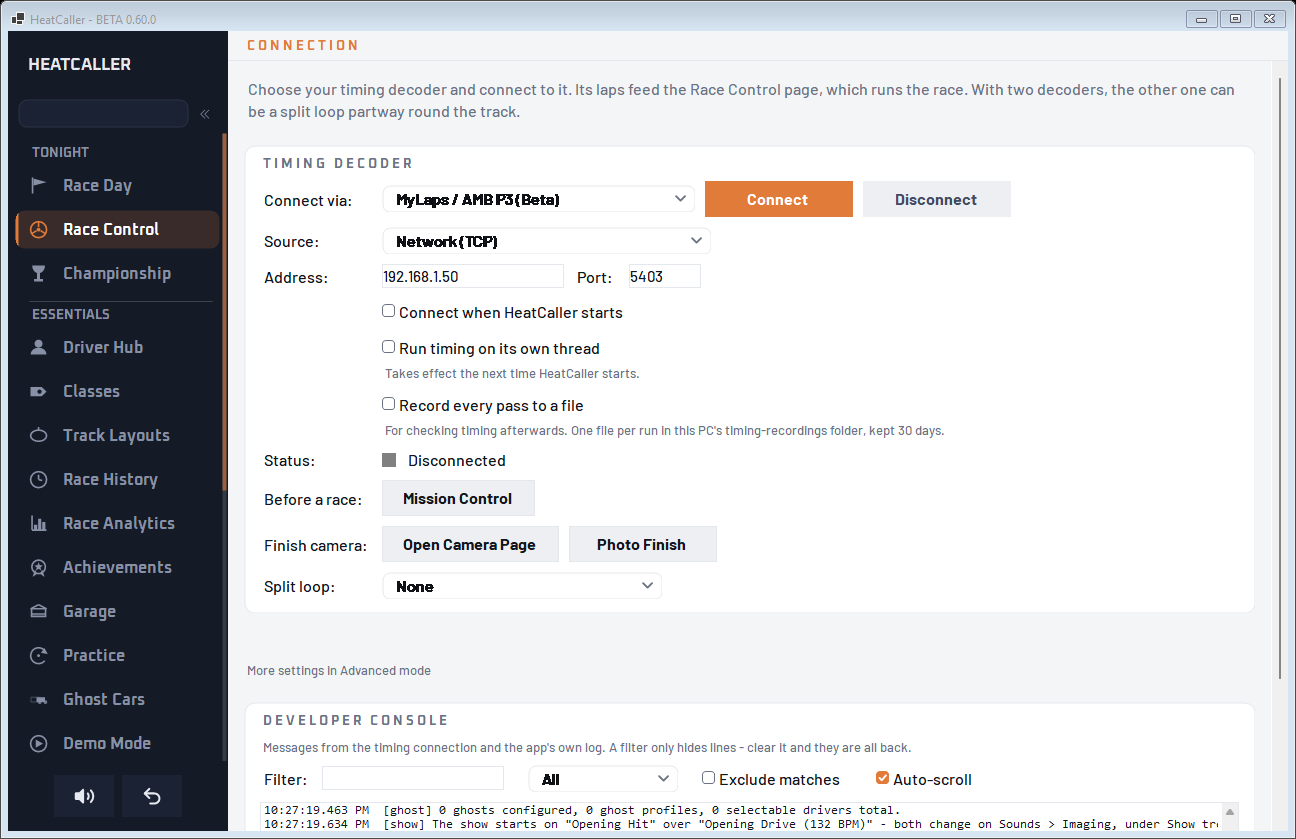 HeatCaller - BETA 0.60.0
HEATCALLER
«
TONIGHT
Race Day
Race Control
Championship
ESSENTIALS
Driver Hub
Classes
Track Layouts
Race History
Race Analytics
Achievements
Garage
Practice
Ghost Cars
Demo Mode
CONNECTION
Choose your timing decoder and connect to it. Its laps feed the Race Control page, which runs the race. With two decoders, the other one can
be a split loop partway round the track.
TIMING DECODER
Connect via: MyLaps / AMB P3 (Beta) Connect Disconnect
Source: Network (TCP)
Address: 192.168.1.50 Port: 5403
Connect when HeatCaller starts
Run timing on its own thread
Takes effect the next time HeatCaller starts.
Record every pass to a file
For checking timing afterwards. One file per run in this PC's timing-recordings folder, kept 30 days.
Status: Disconnected
Before a race: Mission Control
Finish camera: Open Camera Page Photo Finish
Split loop: None
More settings in Advanced mode
DEVELOPER CONSOLE
Messages from the timing connection and the app's own log. A filter only hides lines - clear it and they are all back.
Filter: All Exclude matches Auto-scroll
10:27:19.463 PM [ghost] 0 ghosts configured, 0 ghost profiles, 0 selectable drivers total.
10:27:19.634 PM [show] The show starts on "Opening Hit" over "Opening Drive (132 BPM)" - both change on Sounds > Imaging, under Show tr